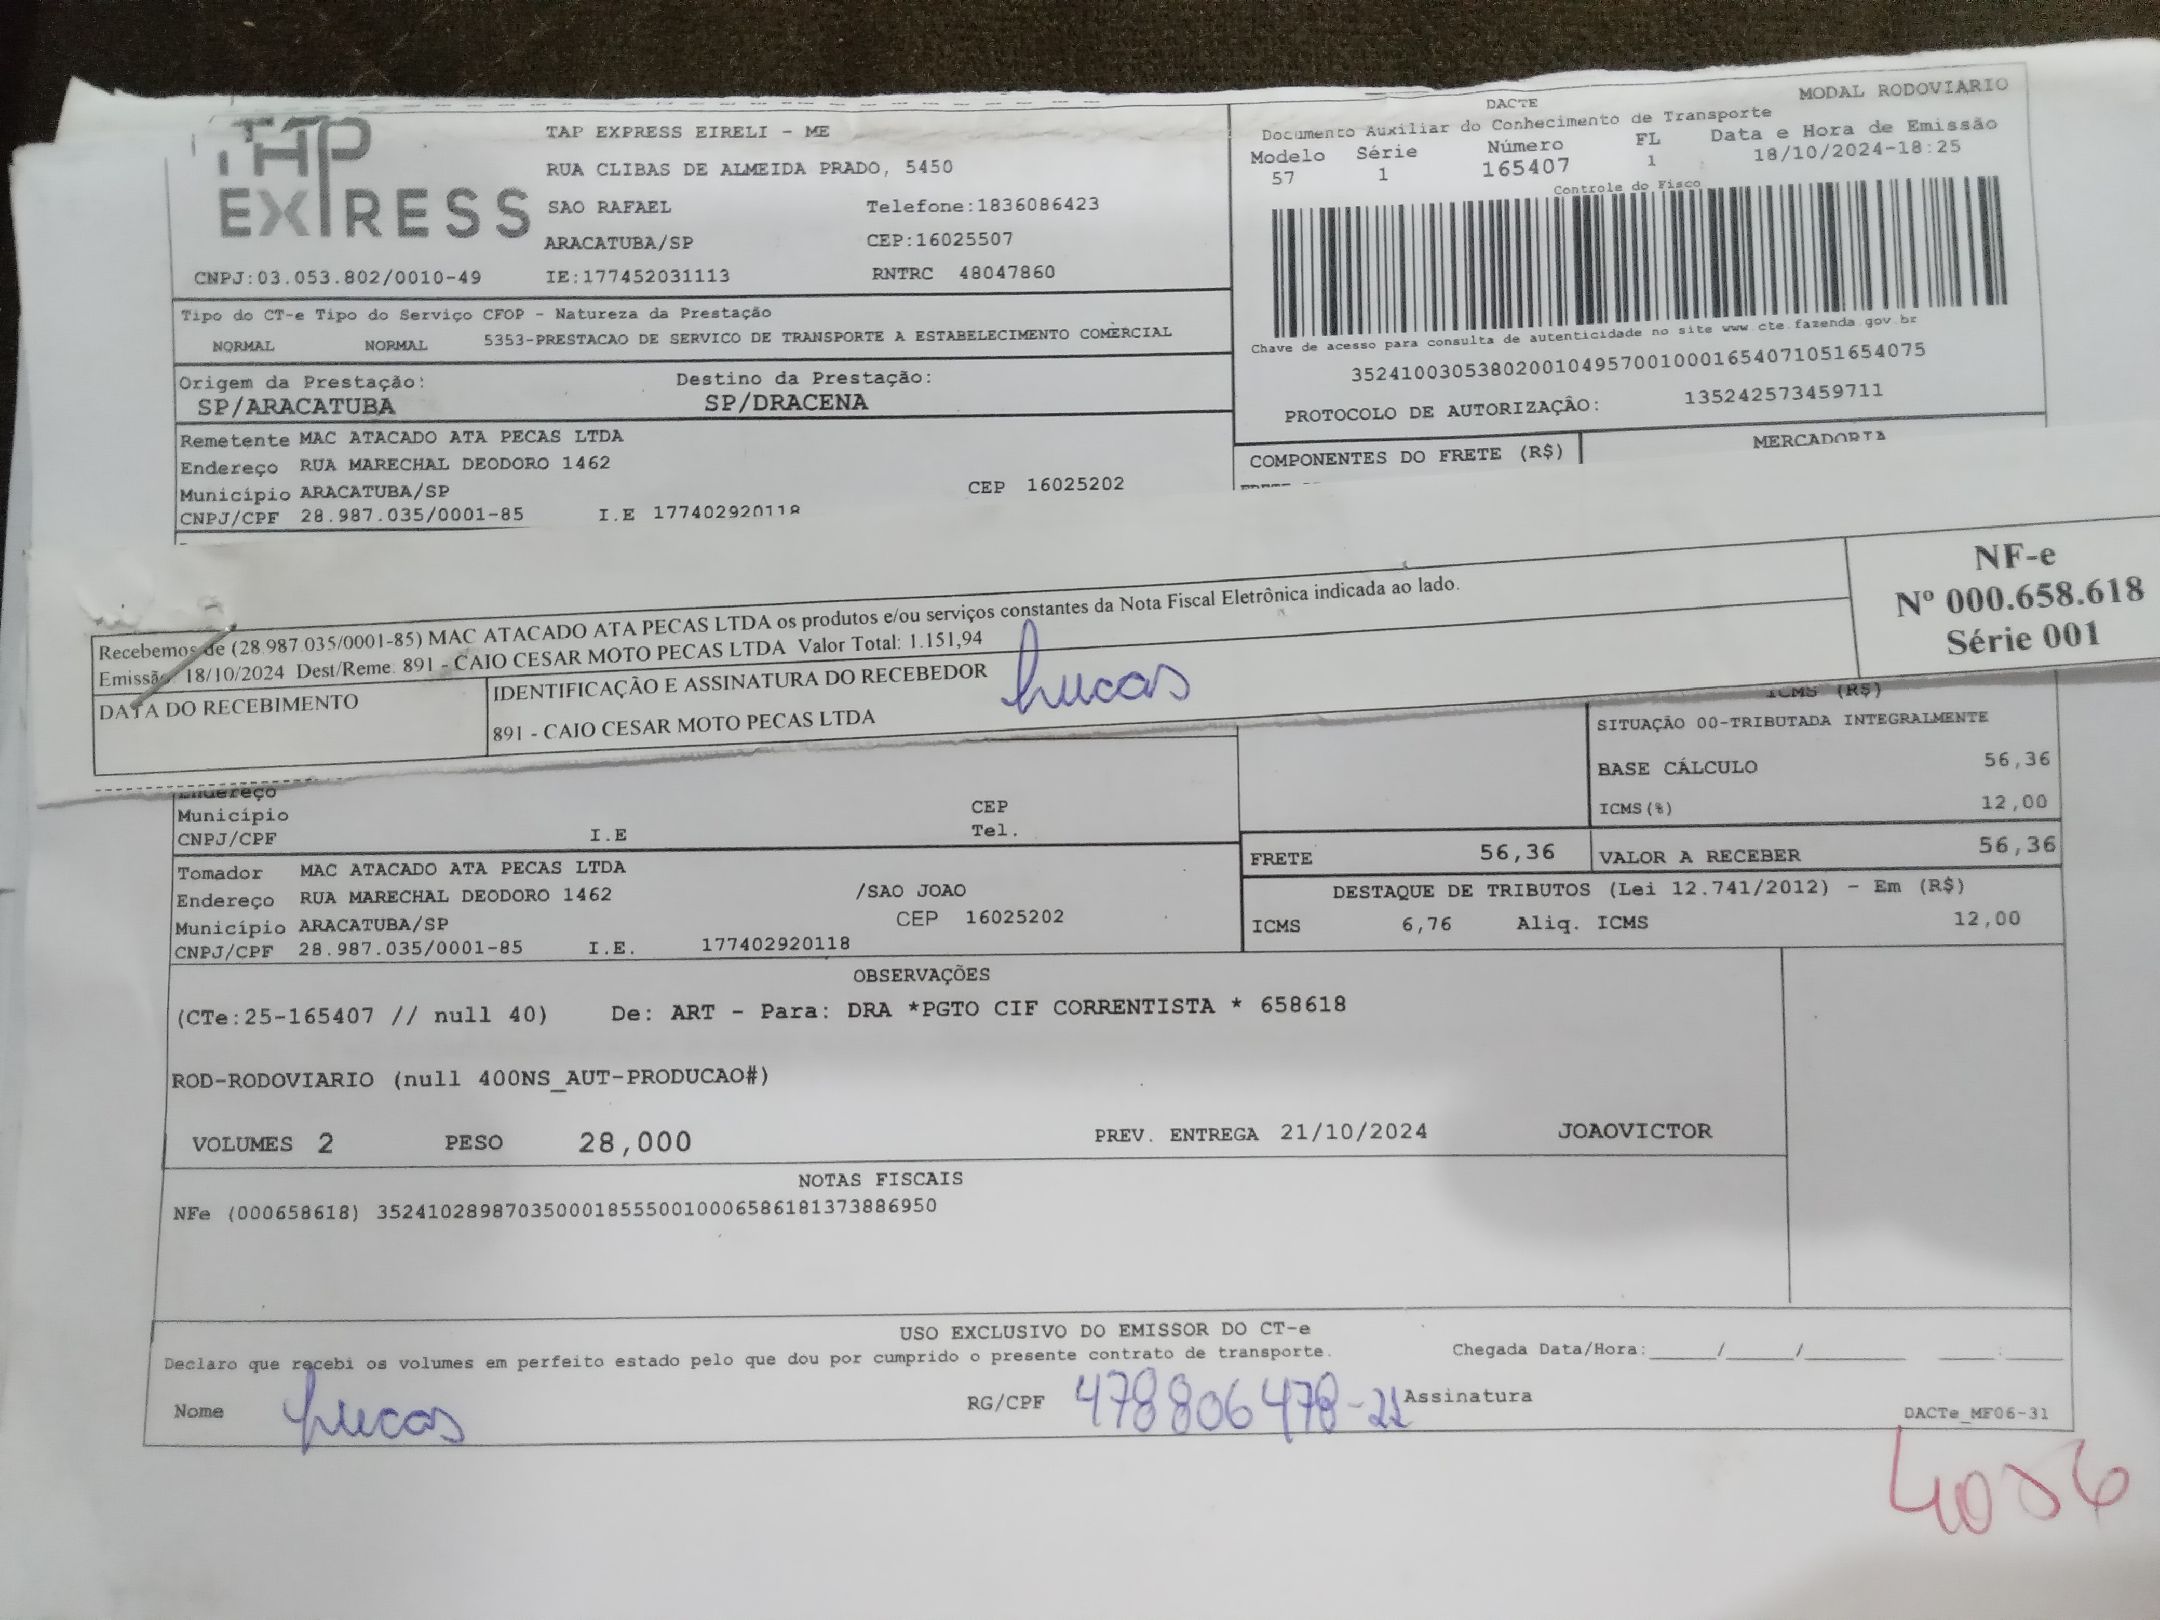 TAP EXPRESS
TAP EXPRESS EIRELI - ME
RUA CLIBAS DE ALMEIDA PRADO, 5450
SAO RAFAEL Telefone:1836086423
ARACATUBA/SP CEP:16025507
CNPJ:03.053.802/0010-49 IE:177452031113 RNTRC 48047860
DACTE MODAL RODOVIARIO
Documento Auxiliar do Conhecimento de Transporte
Modelo Série Número FL Data e Hora de Emissão
57 1 165407 1 18/10/2024-18:25
Controle do Fisco
Chave de acesso para consulta de autenticidade no site www.cte.fazenda.gov.br
35241003053802001049570010001654071051654075
PROTOCOLO DE AUTORIZAÇÃO: 135242573459711
Tipo do CT-e Tipo do Serviço CFOP - Natureza da Prestação
NORMAL NORMAL 5353-PRESTACAO DE SERVICO DE TRANSPORTE A ESTABELECIMENTO COMERCIAL
Origem da Prestação: Destino da Prestação:
SP/ARACATUBA SP/DRACENA
Remetente MAC ATACADO ATA PECAS LTDA
Endereço RUA MARECHAL DEODORO 1462
Município ARACATUBA/SP CEP 16025202
CNPJ/CPF 28.987.035/0001-85 I.E 177402920118
COMPONENTES DO FRETE (R$) MERCADORIA
Recebemos de (28.987.035/0001-85) MAC ATACADO ATA PECAS LTDA os produtos e/ou serviços constantes da Nota Fiscal Eletrônica indicada ao lado.
Emissão 18/10/2024 Dest/Reme: 891 - CAIO CESAR MOTO PECAS LTDA Valor Total: 1.151,94
DATA DO RECEBIMENTO
IDENTIFICAÇÃO E ASSINATURA DO RECEBEDOR
Lucas
891 - CAIO CESAR MOTO PECAS LTDA
NF-e
Nº 000.658.618
Série 001
ICMS (R$)
SITUAÇÃO 00-TRIBUTADA INTEGRALMENTE
BASE CÁLCULO 56,36
ICMS(%) 12,00
Endereço
Município CEP
CNPJ/CPF I.E Tel.
FRETE 56,36 VALOR A RECEBER 56,36
Tomador MAC ATACADO ATA PECAS LTDA
Endereço RUA MARECHAL DEODORO 1462 /SAO JOAO
Município ARACATUBA/SP CEP 16025202
CNPJ/CPF 28.987.035/0001-85 I.E. 177402920118
DESTAQUE DE TRIBUTOS (Lei 12.741/2012) - Em (R$)
ICMS 6,76 Aliq. ICMS 12,00
OBSERVAÇÕES
(CTe:25-165407 // null 40) De: ART - Para: DRA *PGTO CIF CORRENTISTA * 658618
ROD-RODOVIARIO (null 400NS_AUT-PRODUCAO#)
VOLUMES 2 PESO 28,000 PREV. ENTREGA 21/10/2024 JOAOVICTOR
NOTAS FISCAIS
NFe (000658618) 35241028987035000185550010006586181373886950
USO EXCLUSIVO DO EMISSOR DO CT-e
Declaro que recebi os volumes em perfeito estado pelo que dou por cumprido o presente contrato de transporte. Chegada Data/Hora:_____/_____/________ ____:____
Nome Lucas RG/CPF 478806478-21 Assinatura
DACTe_MF06-31
4056